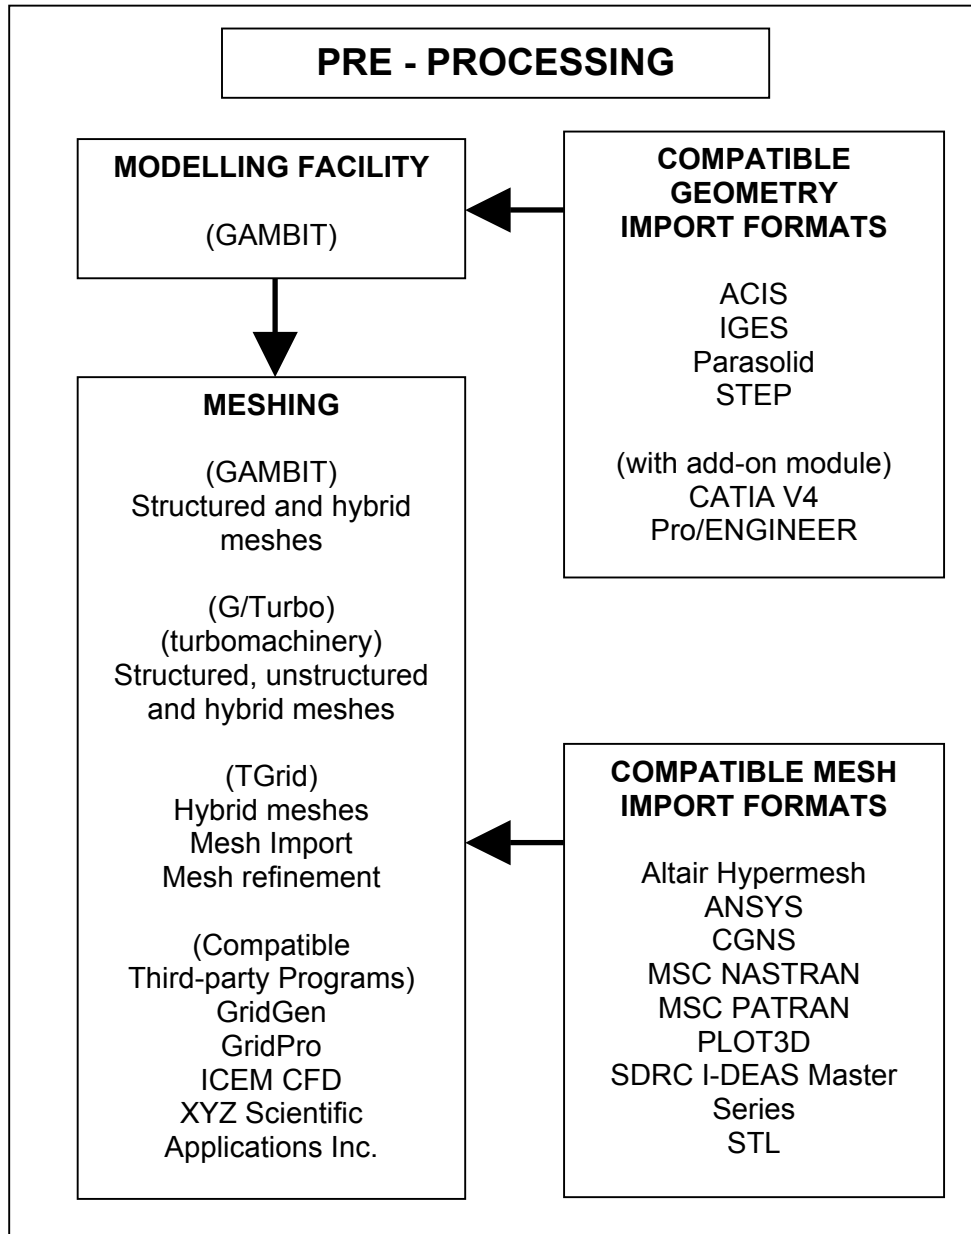 PRE - PROCESSING
MODELLING FACILITY
(GAMBIT)
COMPATIBLE
GEOMETRY
IMPORT FORMATS
ACIS
IGES
Parasolid
STEP
(with add-on module)
CATIA V4
Pro/ENGINEER
MESHING
(GAMBIT)
Structured and hybrid
meshes
(G/Turbo)
(turbomachinery)
Structured, unstructured
and hybrid meshes
(TGrid)
Hybrid meshes
Mesh Import
Mesh refinement
(Compatible
Third-party Programs)
GridGen
GridPro
ICEM CFD
XYZ Scientific
Applications Inc.
COMPATIBLE MESH
IMPORT FORMATS
Altair Hypermesh
ANSYS
CGNS
MSC NASTRAN
MSC PATRAN
PLOT3D
SDRC I-DEAS Master
Series
STL